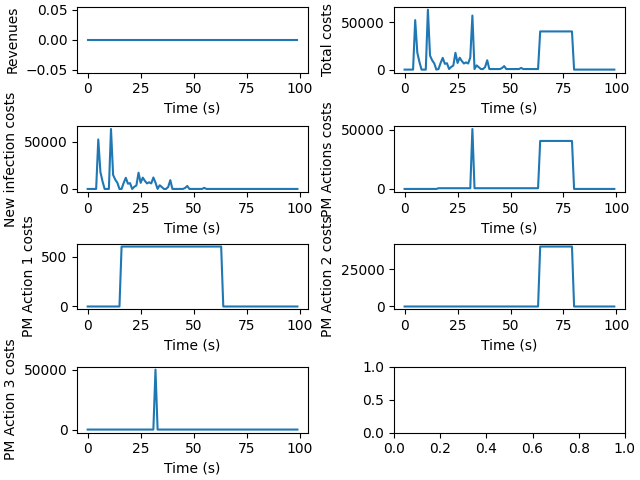 Revenues
0.05
0.00
−0.05
0 25 50 75 100
Time (s)
Total costs
50000
0
0 25 50 75 100
Time (s)
New infection costs
50000
0
0 25 50 75 100
Time (s)
PM Actions costs
50000
0
0 25 50 75 100
Time (s)
PM Action 1 costs
500
0
0 25 50 75 100
Time (s)
PM Action 2 costs
25000
0
0 25 50 75 100
Time (s)
PM Action 3 costs
50000
0
0 25 50 75 100
Time (s)
1.0
0.5
0.0
0.0 0.2 0.4 0.6 0.8 1.0